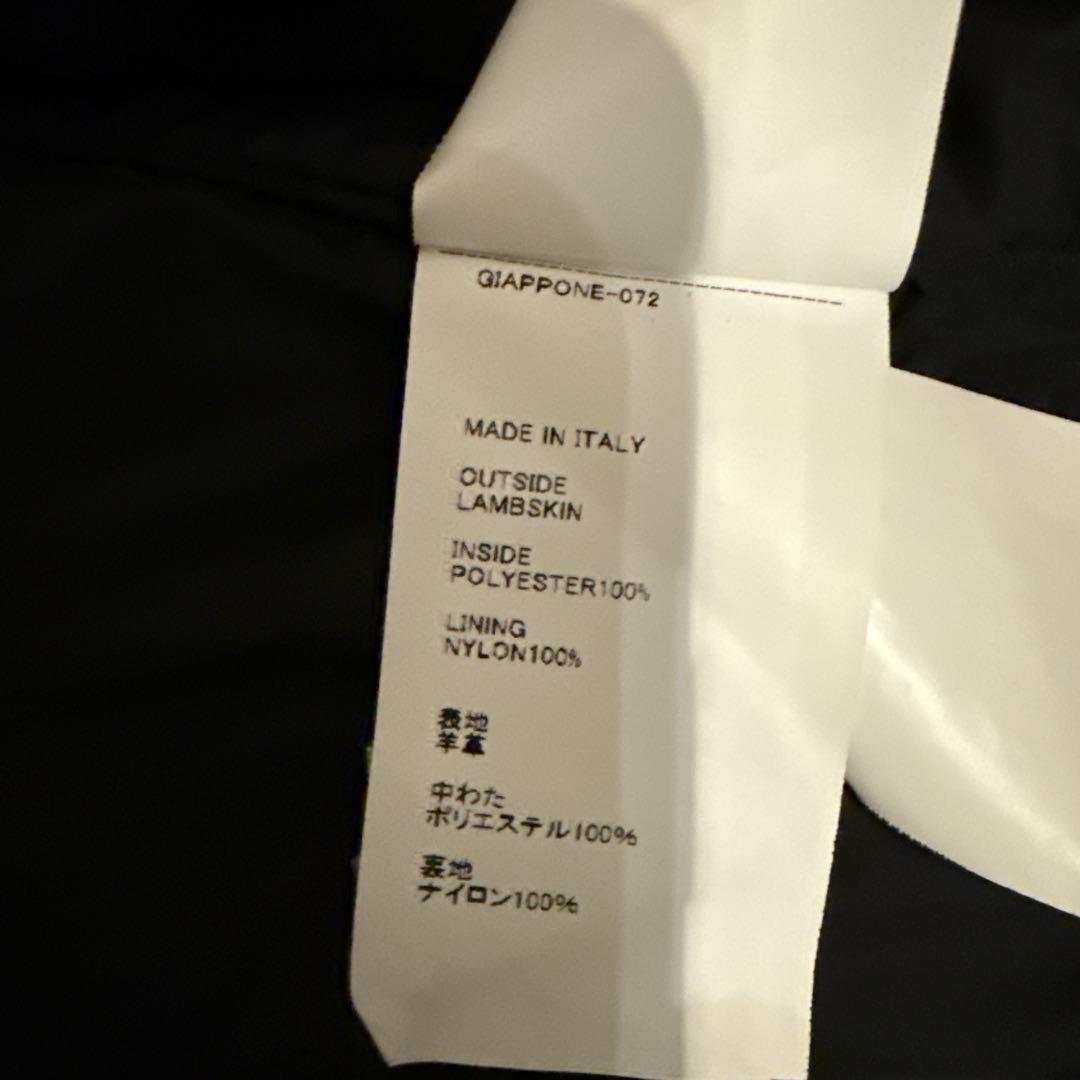 GIAPPONE-072
MADE IN ITALY
OUTSIDE
LAMBSKIN
INSIDE
POLYESTER100%
LINING
NYLON100%
表地
羊革
中わた
ポリエステル100%
裏地
ナイロン100%